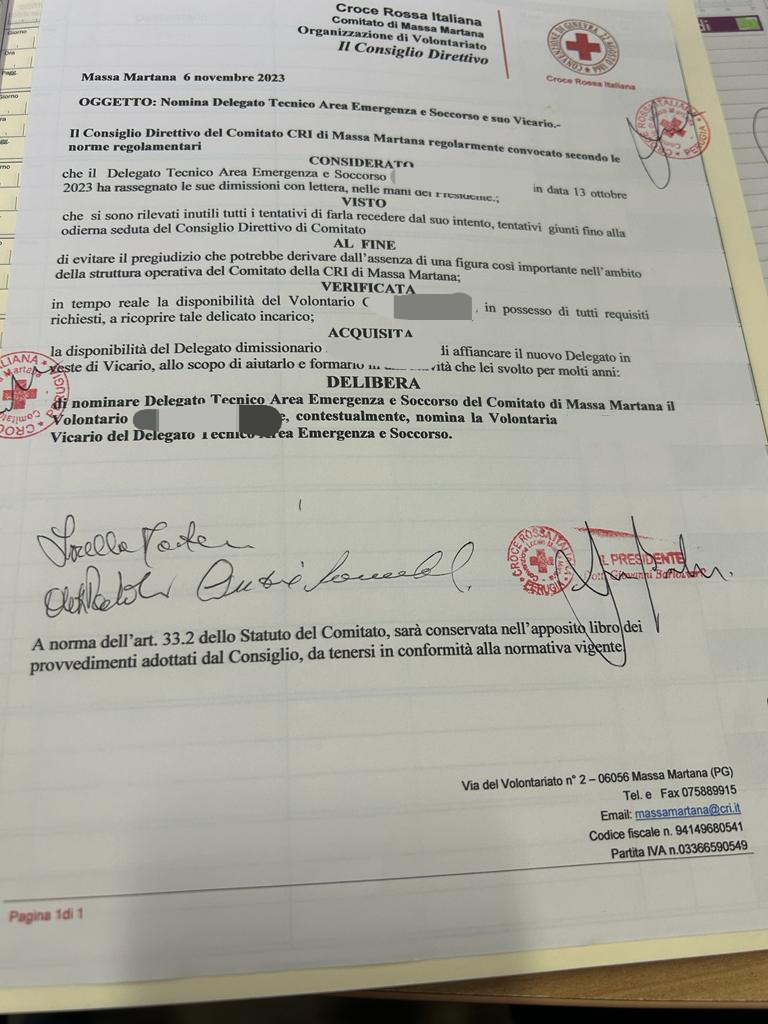 Croce Rossa Italiana
Comitato di Massa Martana
Organizzazione di Volontariato
Il Consiglio Direttivo
CONVENZIONE DI GINEVRA 22 AGOSTO 1864
Croce Rossa Italiana
Massa Martana 6 novembre 2023
OGGETTO: Nomina Delegato Tecnico Area Emergenza e Soccorso e suo Vicario.-
Il Consiglio Direttivo del Comitato CRI di Massa Martana regolarmente convocato secondo le
norme regolamentari
CONSIDERATO
che il Delegato Tecnico Area Emergenza e Soccorso
in data 13 ottobre
2023 ha rassegnato le sue dimissioni con lettera, nelle mani del Presidente.;
VISTO
che si sono rilevati inutili tutti i tentativi di farla recedere dal suo intento, tentativi giunti fino alla
odierna seduta del Consiglio Direttivo di Comitato
AL FINE
di evitare il pregiudizio che potrebbe derivare dall'assenza di una figura così importante nell'ambito
della struttura operativa del Comitato della CRI di Massa Martana;
VERIFICATA
in tempo reale la disponibilità del Volontario , in possesso di tutti requisiti
richiesti, a ricoprire tale delicato incarico;
ACQUISITA
la disponibilità del Delegato dimissionario di affiancare il nuovo Delegato in
veste di Vicario, allo scopo di aiutarlo e formarlo che lei svolto per molti anni:
DELIBERA
di nominare Delegato Tecnico Area Emergenza e Soccorso del Comitato di Massa Martana il
Volontario e, contestualmente, nomina la Volontaria
Vicario del Delegato Tecnico Area Emergenza e Soccorso.
CROCE ROSSA ITALIANA
PERUGIA
IL PRESIDENTE
A norma dell'art. 33.2 dello Statuto del Comitato, sarà conservata nell'apposito libro dei
provvedimenti adottati dal Consiglio, da tenersi in conformità alla normativa vigente
Via del Volontariato n° 2 – 06056 Massa Martana (PG)
Tel. e Fax 075889915
Email: massamartana@cri.it
Codice fiscale n. 94149680541
Partita IVA n.03366590549
Pagina 1di 1